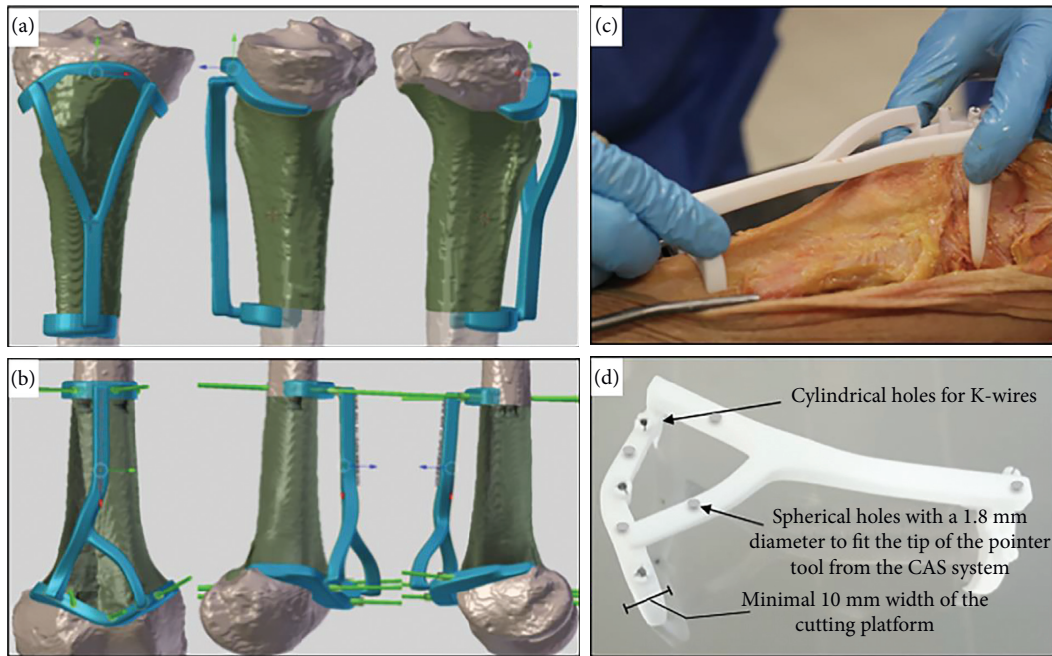 (a)
(c)
(b)
(d)
Cylindrical holes for K-wires
Spherical holes with a 1.8 mm
diameter to fit the tip of the pointer
tool from the CAS system
Minimal 10 mm width of the
cutting platform